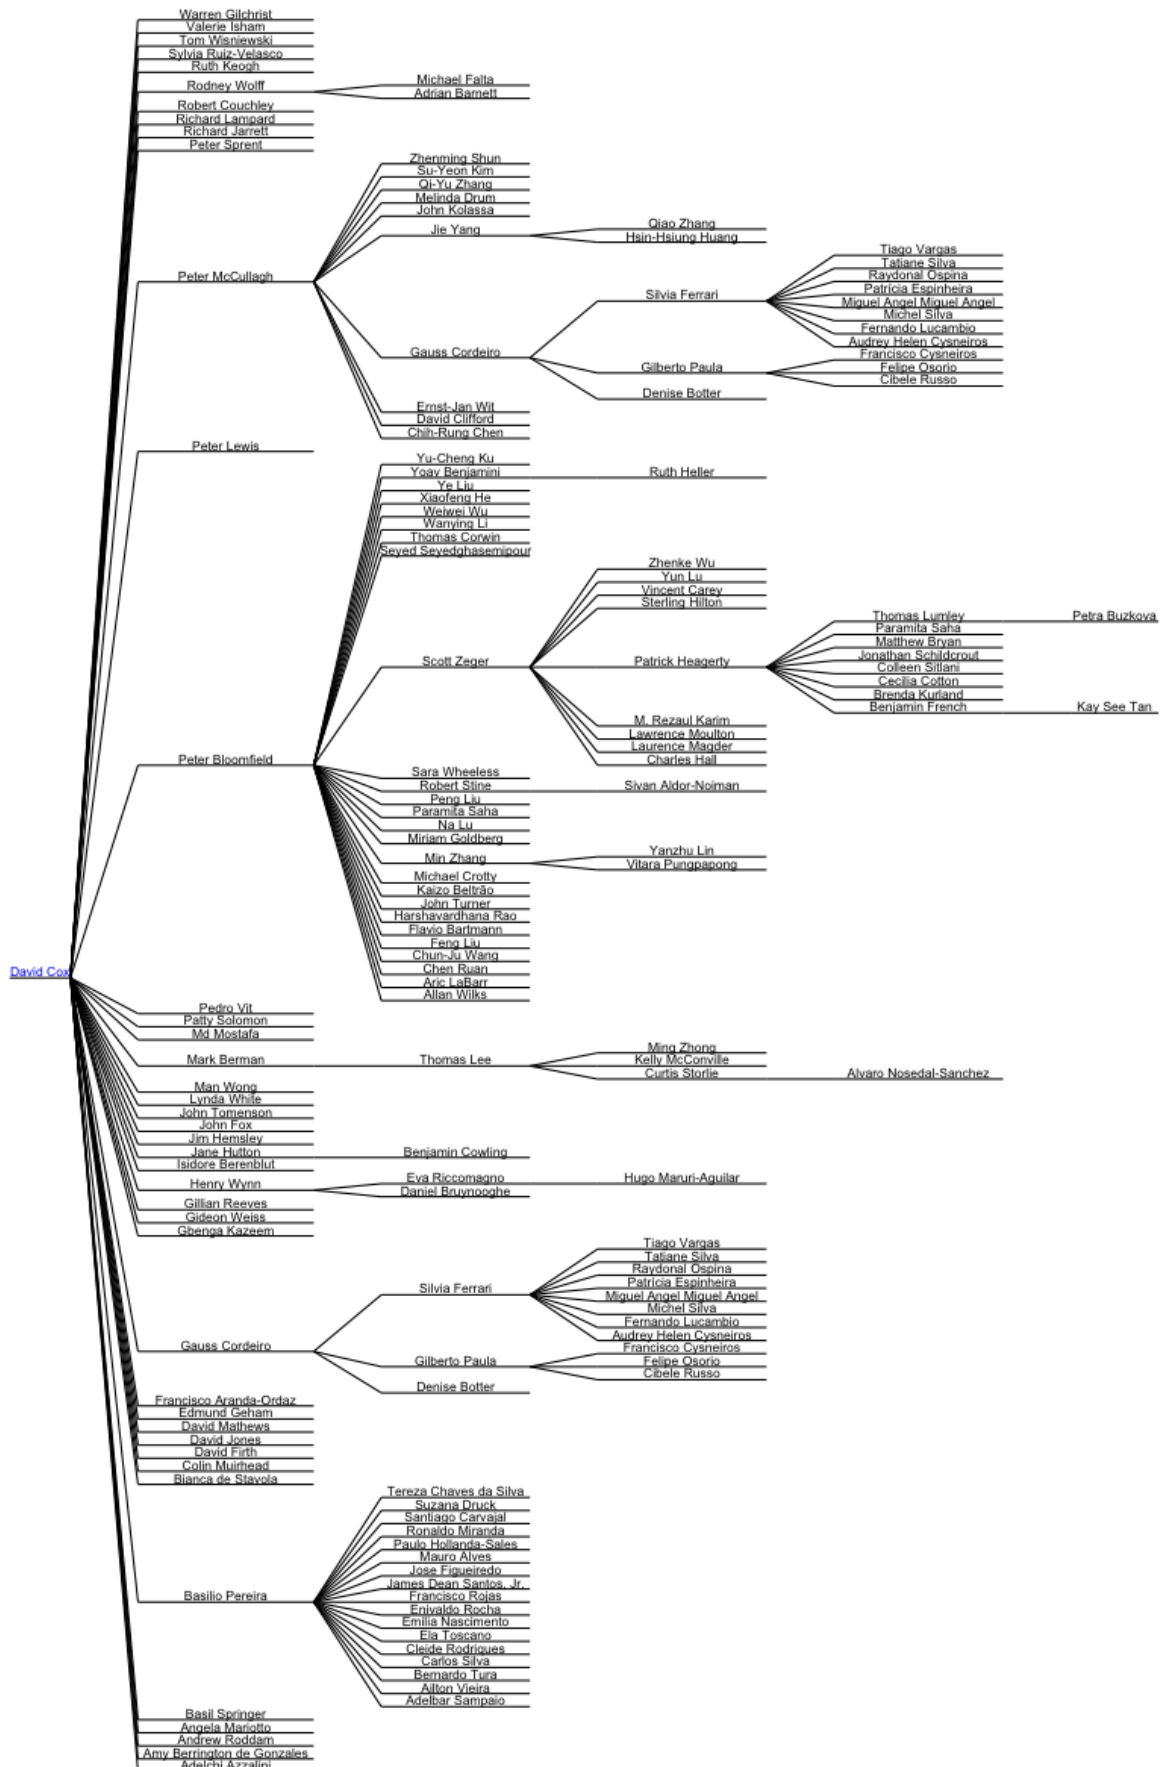 Warren Gilchrist
Valerie Isham
Tom Wisniewski
Sylvia Ruiz-Velasco
Ruth Keogh
Rodney Wolff
Michael Falta
Adrian Barnett
Robert Couchley
Richard Lampard
Richard Jarrett
Peter Sprent
Zhenming Shun
Su-Yeon Kim
Qi-Yu Zhang
Melinda Drum
John Kolassa
Jie Yang
Qiao Zhang
Hsin-Hsiung Huang
Peter McCullagh
Tiago Vargas
Tatiane Silva
Raydonal Ospina
Patrícia Espinheira
Miguel Angel Miguel Angel
Michel Silva
Fernando Lucambio
Audrey Helen Cysneiros
Silvia Ferrari
Gauss Cordeiro
Gilberto Paula
Francisco Cysneiros
Felipe Osorio
Cibele Russo
Denise Botter
Ernst-Jan Wit
David Clifford
Chih-Rung Chen
Peter Lewis
Yu-Cheng Ku
Yoav Benjamini
Ruth Heller
Ye Liu
Xiaofeng He
Weiwei Wu
Wanying Li
Thomas Corwin
Seyed Seyedghasemipour
Zhenke Wu
Yun Lu
Vincent Carey
Sterling Hilton
Scott Zeger
Patrick Heagerty
Thomas Lumley
Petra Buzkova
Paramita Saha
Matthew Bryan
Jonathan Schildcrout
Colleen Sitlani
Cecilia Cotton
Brenda Kurland
Benjamin French
Kay See Tan
M. Rezaul Karim
Lawrence Moulton
Laurence Magder
Charles Hall
Peter Bloomfield
Sara Wheeless
Robert Stine
Sivan Aldor-Noiman
Peng Liu
Paramita Saha
Na Lu
Miriam Goldberg
Min Zhang
Yanzhu Lin
Vitara Pungpapong
Michael Crotty
Kaizo Beltrão
John Turner
Harshavardhana Rao
Flavio Bartmann
Feng Liu
Chun-Ju Wang
Chen Ruan
Aric LaBarr
Allan Wilks
David Cox
Pedro Vit
Patty Solomon
Md Mostafa
Mark Berman
Thomas Lee
Ming Zhong
Kelly McConville
Curtis Storlie
Alvaro Nosedal-Sanchez
Man Wong
Lynda White
John Tomenson
John Fox
Jim Hemsley
Jane Hutton
Benjamin Cowling
Isidore Berenblut
Henry Wynn
Eva Riccomagno
Hugo Maruri-Aguilar
Daniel Bruynooghe
Gillian Reeves
Gideon Weiss
Gbenga Kazeem
Gauss Cordeiro
Silvia Ferrari
Tiago Vargas
Tatiane Silva
Raydonal Ospina
Patrícia Espinheira
Miguel Angel Miguel Angel
Michel Silva
Fernando Lucambio
Audrey Helen Cysneiros
Gilberto Paula
Francisco Cysneiros
Felipe Osorio
Cibele Russo
Denise Botter
Francisco Aranda-Ordaz
Edmund Geham
David Mathews
David Jones
David Firth
Colin Muirhead
Bianca de Stavola
Basilio Pereira
Tereza Chaves da Silva
Suzana Druck
Santiago Carvajal
Ronaldo Miranda
Paulo Hollanda-Sales
Mauro Alves
Jose Figueiredo
James Dean Santos, Jr.
Francisco Rojas
Enivaldo Rocha
Emilia Nascimento
Ela Toscano
Cleide Rodrigues
Carlos Silva
Bernardo Tura
Ailton Vieira
Adelbar Sampaio
Basil Springer
Angela Mariotto
Andrew Roddam
Amy Berrington de Gonzales
Adelchi Azzalini